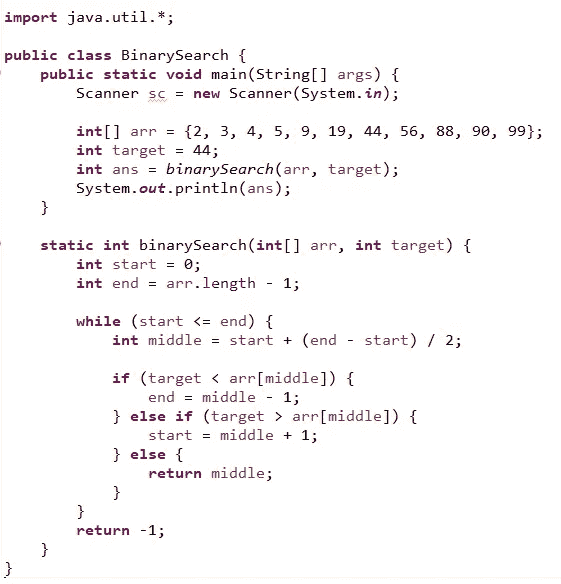 import java.util.*;
public class BinarySearch {
public static void main(String[] args) {
Scanner sc = new Scanner(System.in);
int[] arr = {2, 3, 4, 5, 9, 19, 44, 56, 88, 90, 99};
int target = 44;
int ans = binarySearch(arr, target);
System.out.println(ans);
}
static int binarySearch(int[] arr, int target) {
int start = 0;
int end = arr.length - 1;
while (start <= end) {
int middle = start + (end - start) / 2;
if (target < arr[middle]) {
end = middle - 1;
} else if (target > arr[middle]) {
start = middle + 1;
} else {
return middle;
}
}
return -1;
}
}